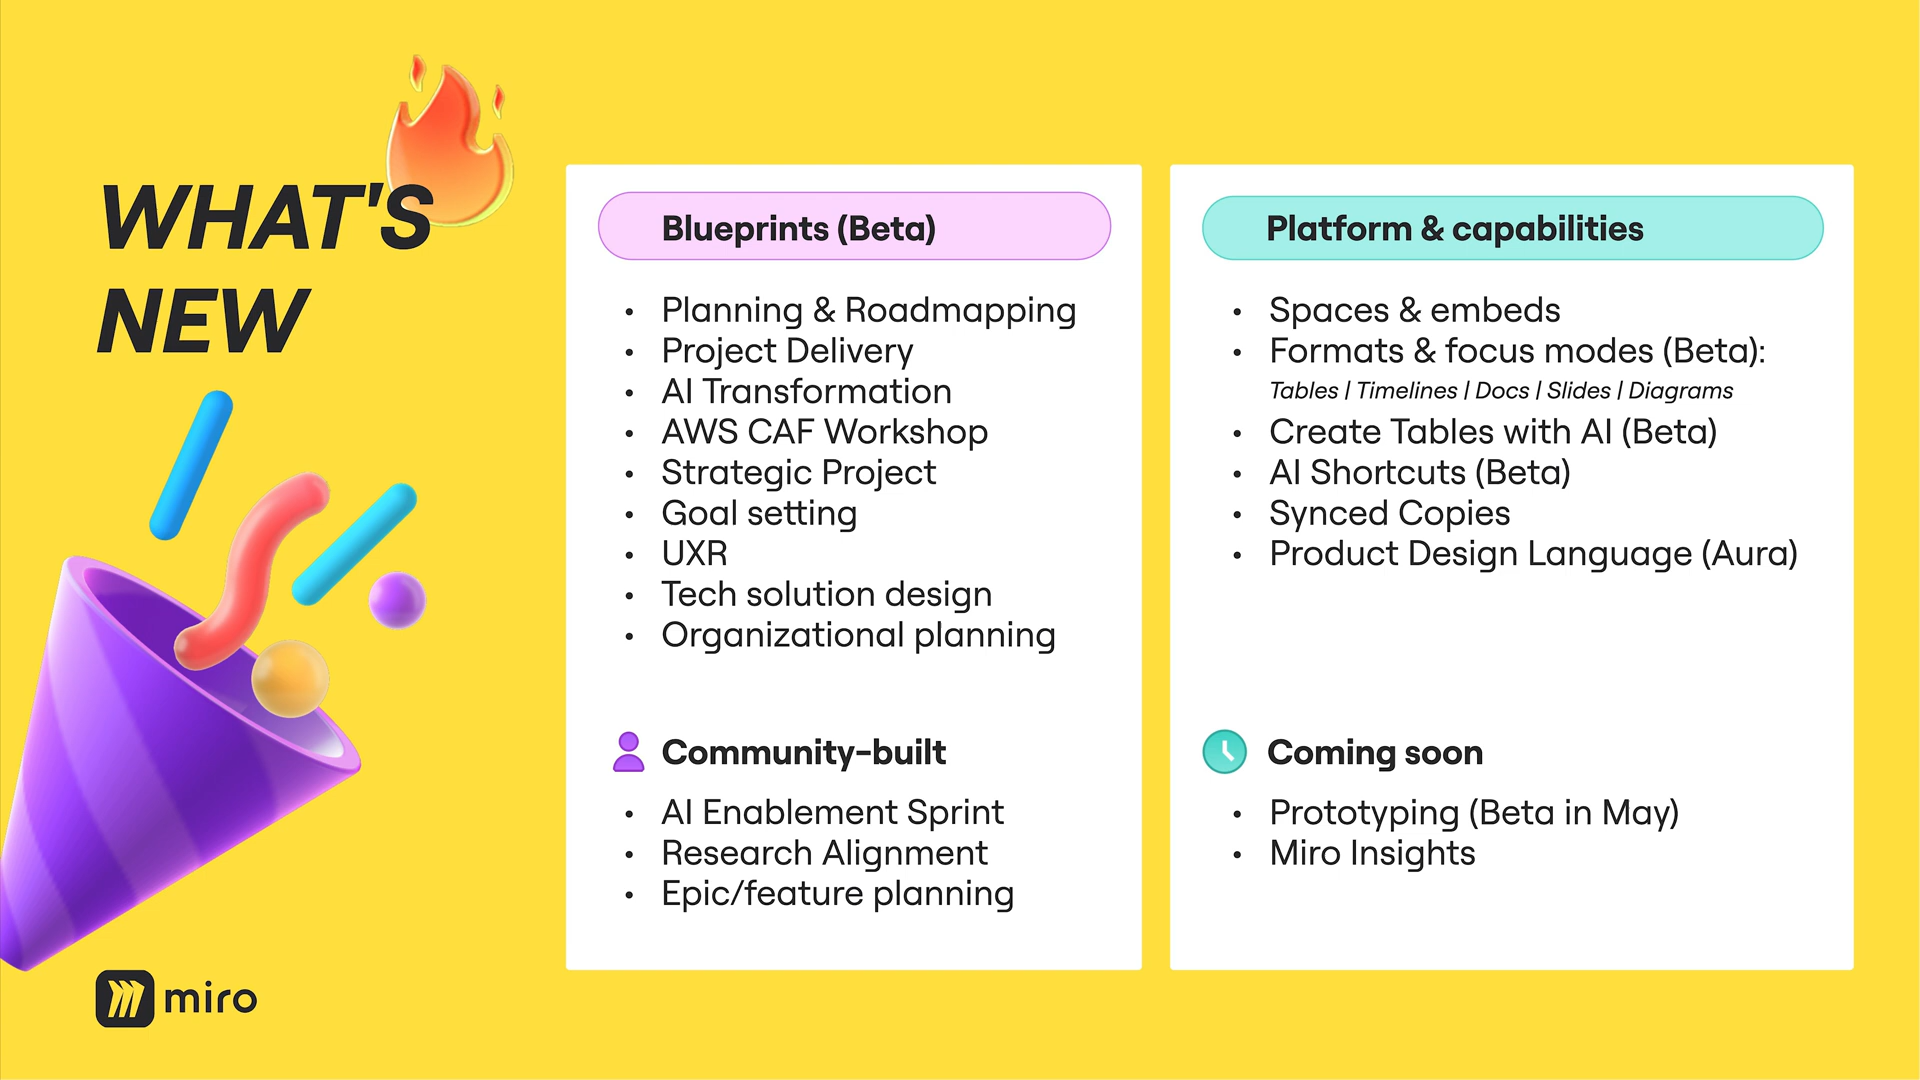 WHAT'S
NEW
Blueprints (Beta)
• Planning & Roadmapping
• Project Delivery
• AI Transformation
• AWS CAF Workshop
• Strategic Project
• Goal setting
• UXR
• Tech solution design
• Organizational planning
Community-built
• AI Enablement Sprint
• Research Alignment
• Epic/feature planning
Platform & capabilities
• Spaces & embeds
• Formats & focus modes (Beta):
Tables | Timelines | Docs | Slides | Diagrams
• Create Tables with AI (Beta)
• AI Shortcuts (Beta)
• Synced Copies
• Product Design Language (Aura)
Coming soon
• Prototyping (Beta in May)
• Miro Insights
miro